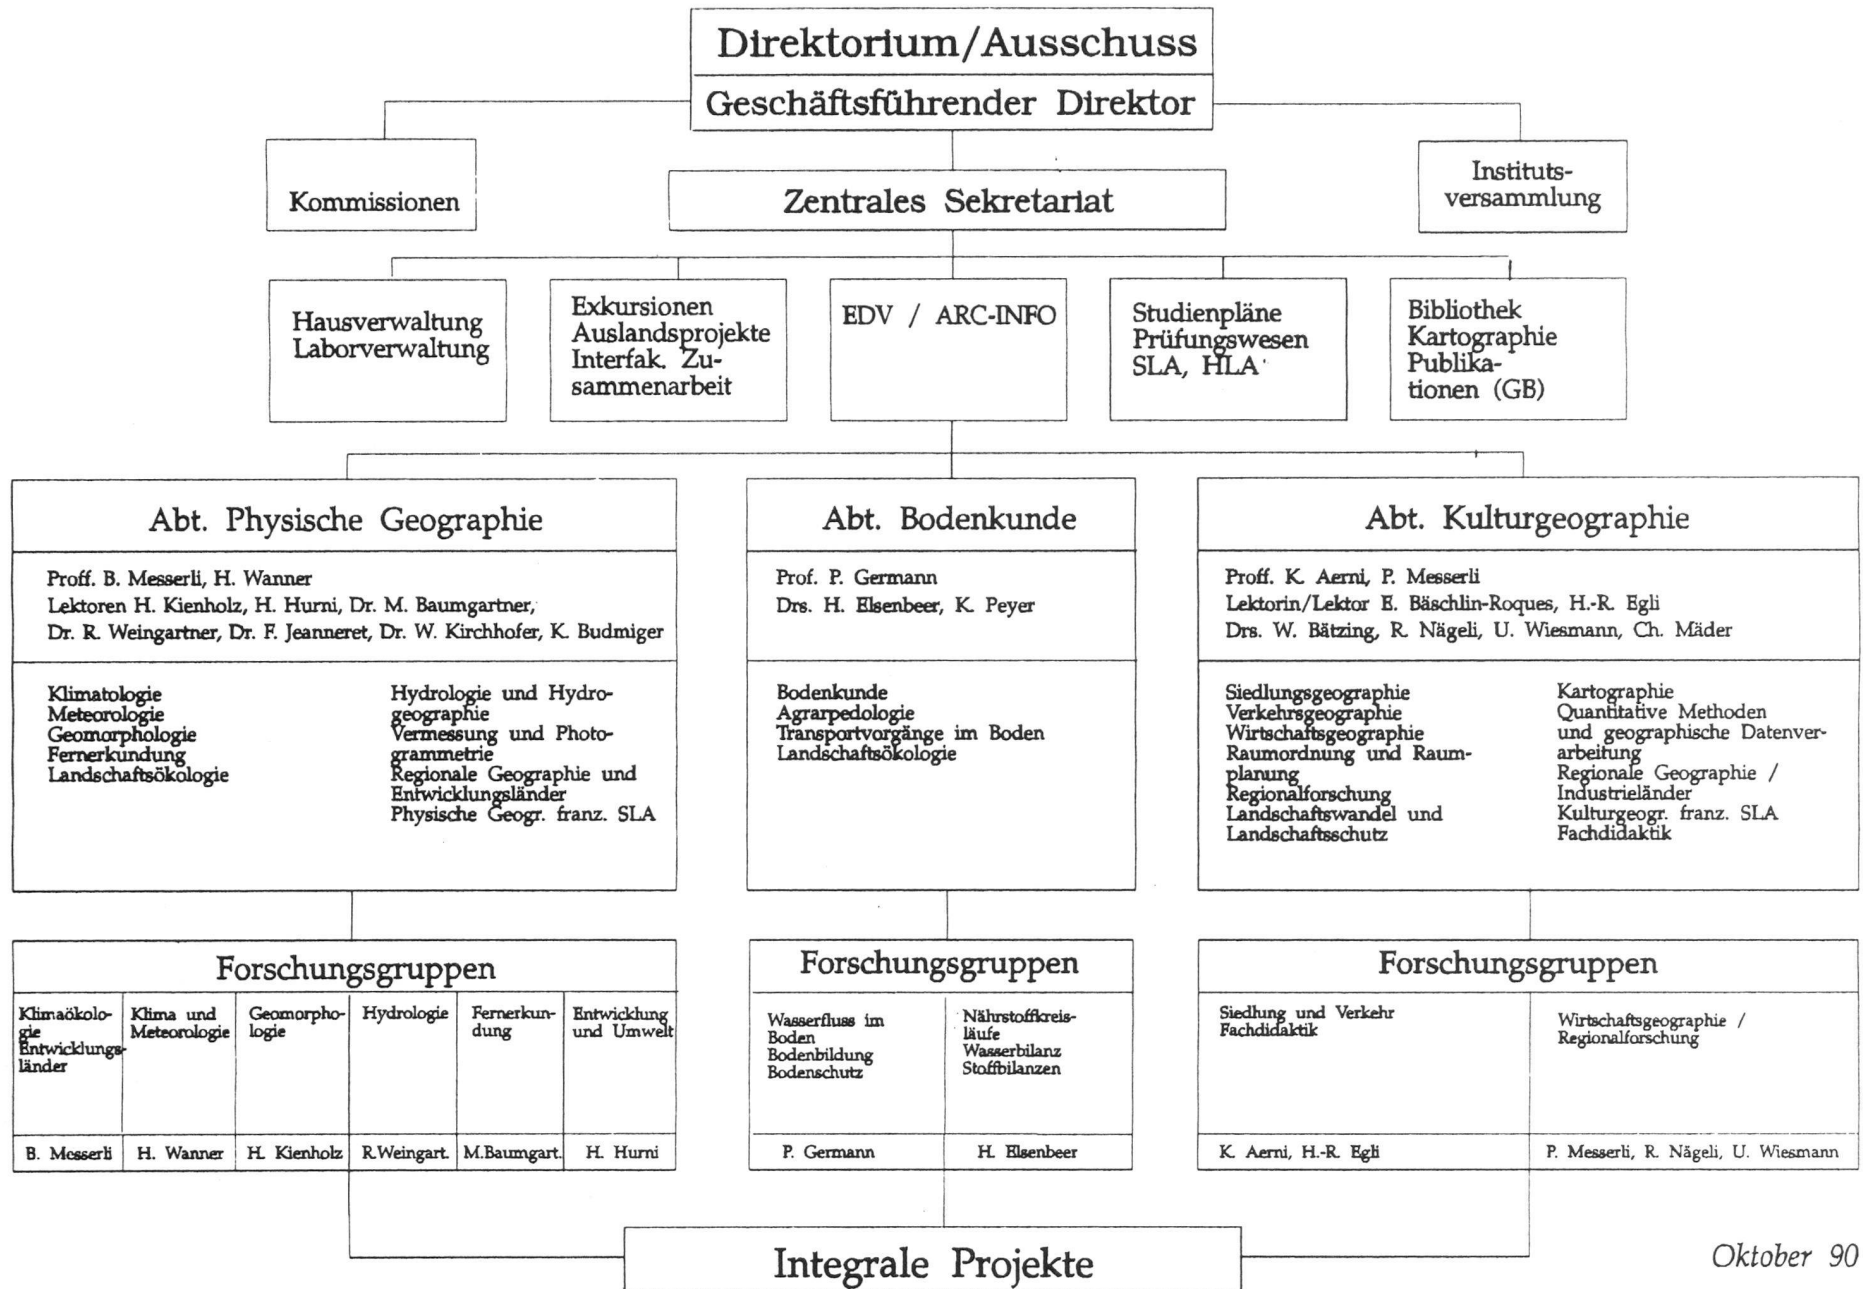 Direktorium/Ausschuss
Geschäftsführender Direktor
Kommissionen
Zentrales Sekretariat
Instituts-
versammlung
Hausverwaltung
Laborverwaltung
Exkursionen
Auslandsprojekte
Interfak. Zu-
sammenarbeit
EDV / ARC-INFO
Studienpläne
Prüfungswesen
SLA, HLA
Bibliothek
Kartographie
Publika-
tionen (GB)
Abt. Physische Geographie
Proff. B. Messerli, H. Wanner
Lektoren H. Kienholz, H. Hurni, Dr. M. Baumgartner,
Dr. R. Weingartner, Dr. F. Jeanneret, Dr. W. Kirchhofer, K. Budmiger
Klimatologie
Meteorologie
Geomorphologie
Fernerkundung
Landschaftsökologie
Hydrologie und Hydro-
geographie
Vermessung und Photo-
grammetrie
Regionale Geographie und
Entwicklungsländer
Physische Geogr. franz. SLA
Abt. Bodenkunde
Prof. P. Germann
Drs. H. Elsenbeer, K. Peyer
Bodenkunde
Agrarpedologie
Transportvorgänge im Boden
Landschaftsökologie
Abt. Kulturgeographie
Proff. K. Aerni, P. Messerli
Lektorin/Lektor E. Bäschlin-Roques, H.-R. Egli
Drs. W. Bätzing, R. Nägeli, U. Wiesmann, Ch. Mäder
Siedlungsgeographie
Verkehrsgeographie
Wirtschaftsgeographie
Raumordnung und Raum-
planung
Regionalforschung
Landschaftswandel und
Landschaftsschutz
Kartographie
Quantitative Methoden
und geographische Datenver-
arbeitung
Regionale Geographie /
Industrieländer
Kulturgeogr. franz. SLA
Fachdidaktik
Forschungsgruppen
Klimaökolo-
gie
Entwicklungs-
länder
B. Messerli
Klima und
Meteorologie
H. Wanner
Geomorpho-
logie
H. Kienholz
Hydrologie
R.Weingart.
Fernerkun-
dung
M.Baumgart.
Entwicklung
und Umwelt
H. Hurni
Forschungsgruppen
Wasserfluss im
Boden
Bodenbildung
Bodenschutz
P. Germann
Nährstoffkreis-
läufe
Wasserbilanz
Stoffbilanzen
H. Elsenbeer
Forschungsgruppen
Siedlung und Verkehr
Fachdidaktik
K. Aerni, H.-R. Egli
Wirtschaftsgeographie /
Regionalforschung
P. Messerli, R. Nägeli, U. Wiesmann
Integrale Projekte
Oktober 90